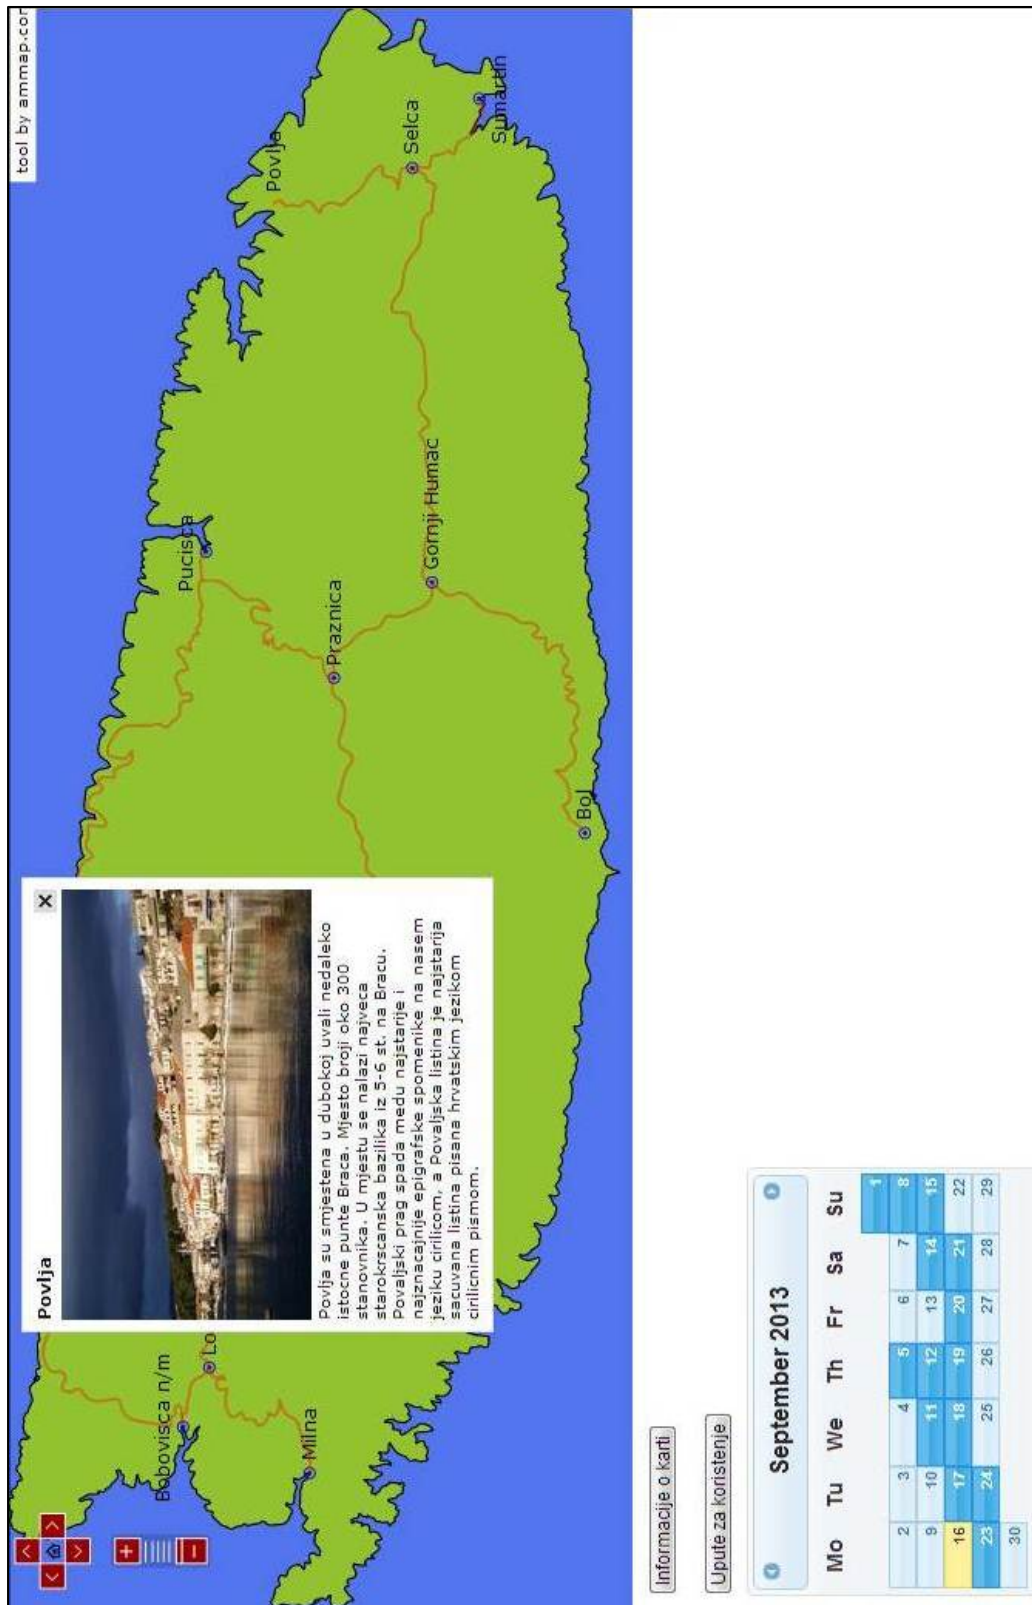 tool by ammap.com
Povlja
Selca
Sumartin
Pucisca
Praznica
Gornji Humac
Bol
Bobovisca n/m
Lo
Milna
Povlja
Povlja su smjestena u dubokoj uvali nedaleko
istocne punte Braca. Mjesto broji oko 300
stanovnika. U mjestu se nalazi najveca
starokrscanska bazilika iz 5-6 st. na Bracu.
Povaljski prag spada medu najstarije i
najznacajnije epigrafske spomenike na nasem
jeziku cirilicom, a Povaljska listina je najstarija
sacuvana listina pisana hrvatskim jezikom
cirilicnim pismom.
Informacije o karti
Upute za koristenje
September 2013
Mo Tu We Th Fr Sa Su
1
2 3 4 5 6 7 8
9 10 11 12 13 14 15
16 17 18 19 20 21 22
23 24 25 26 27 28 29
30